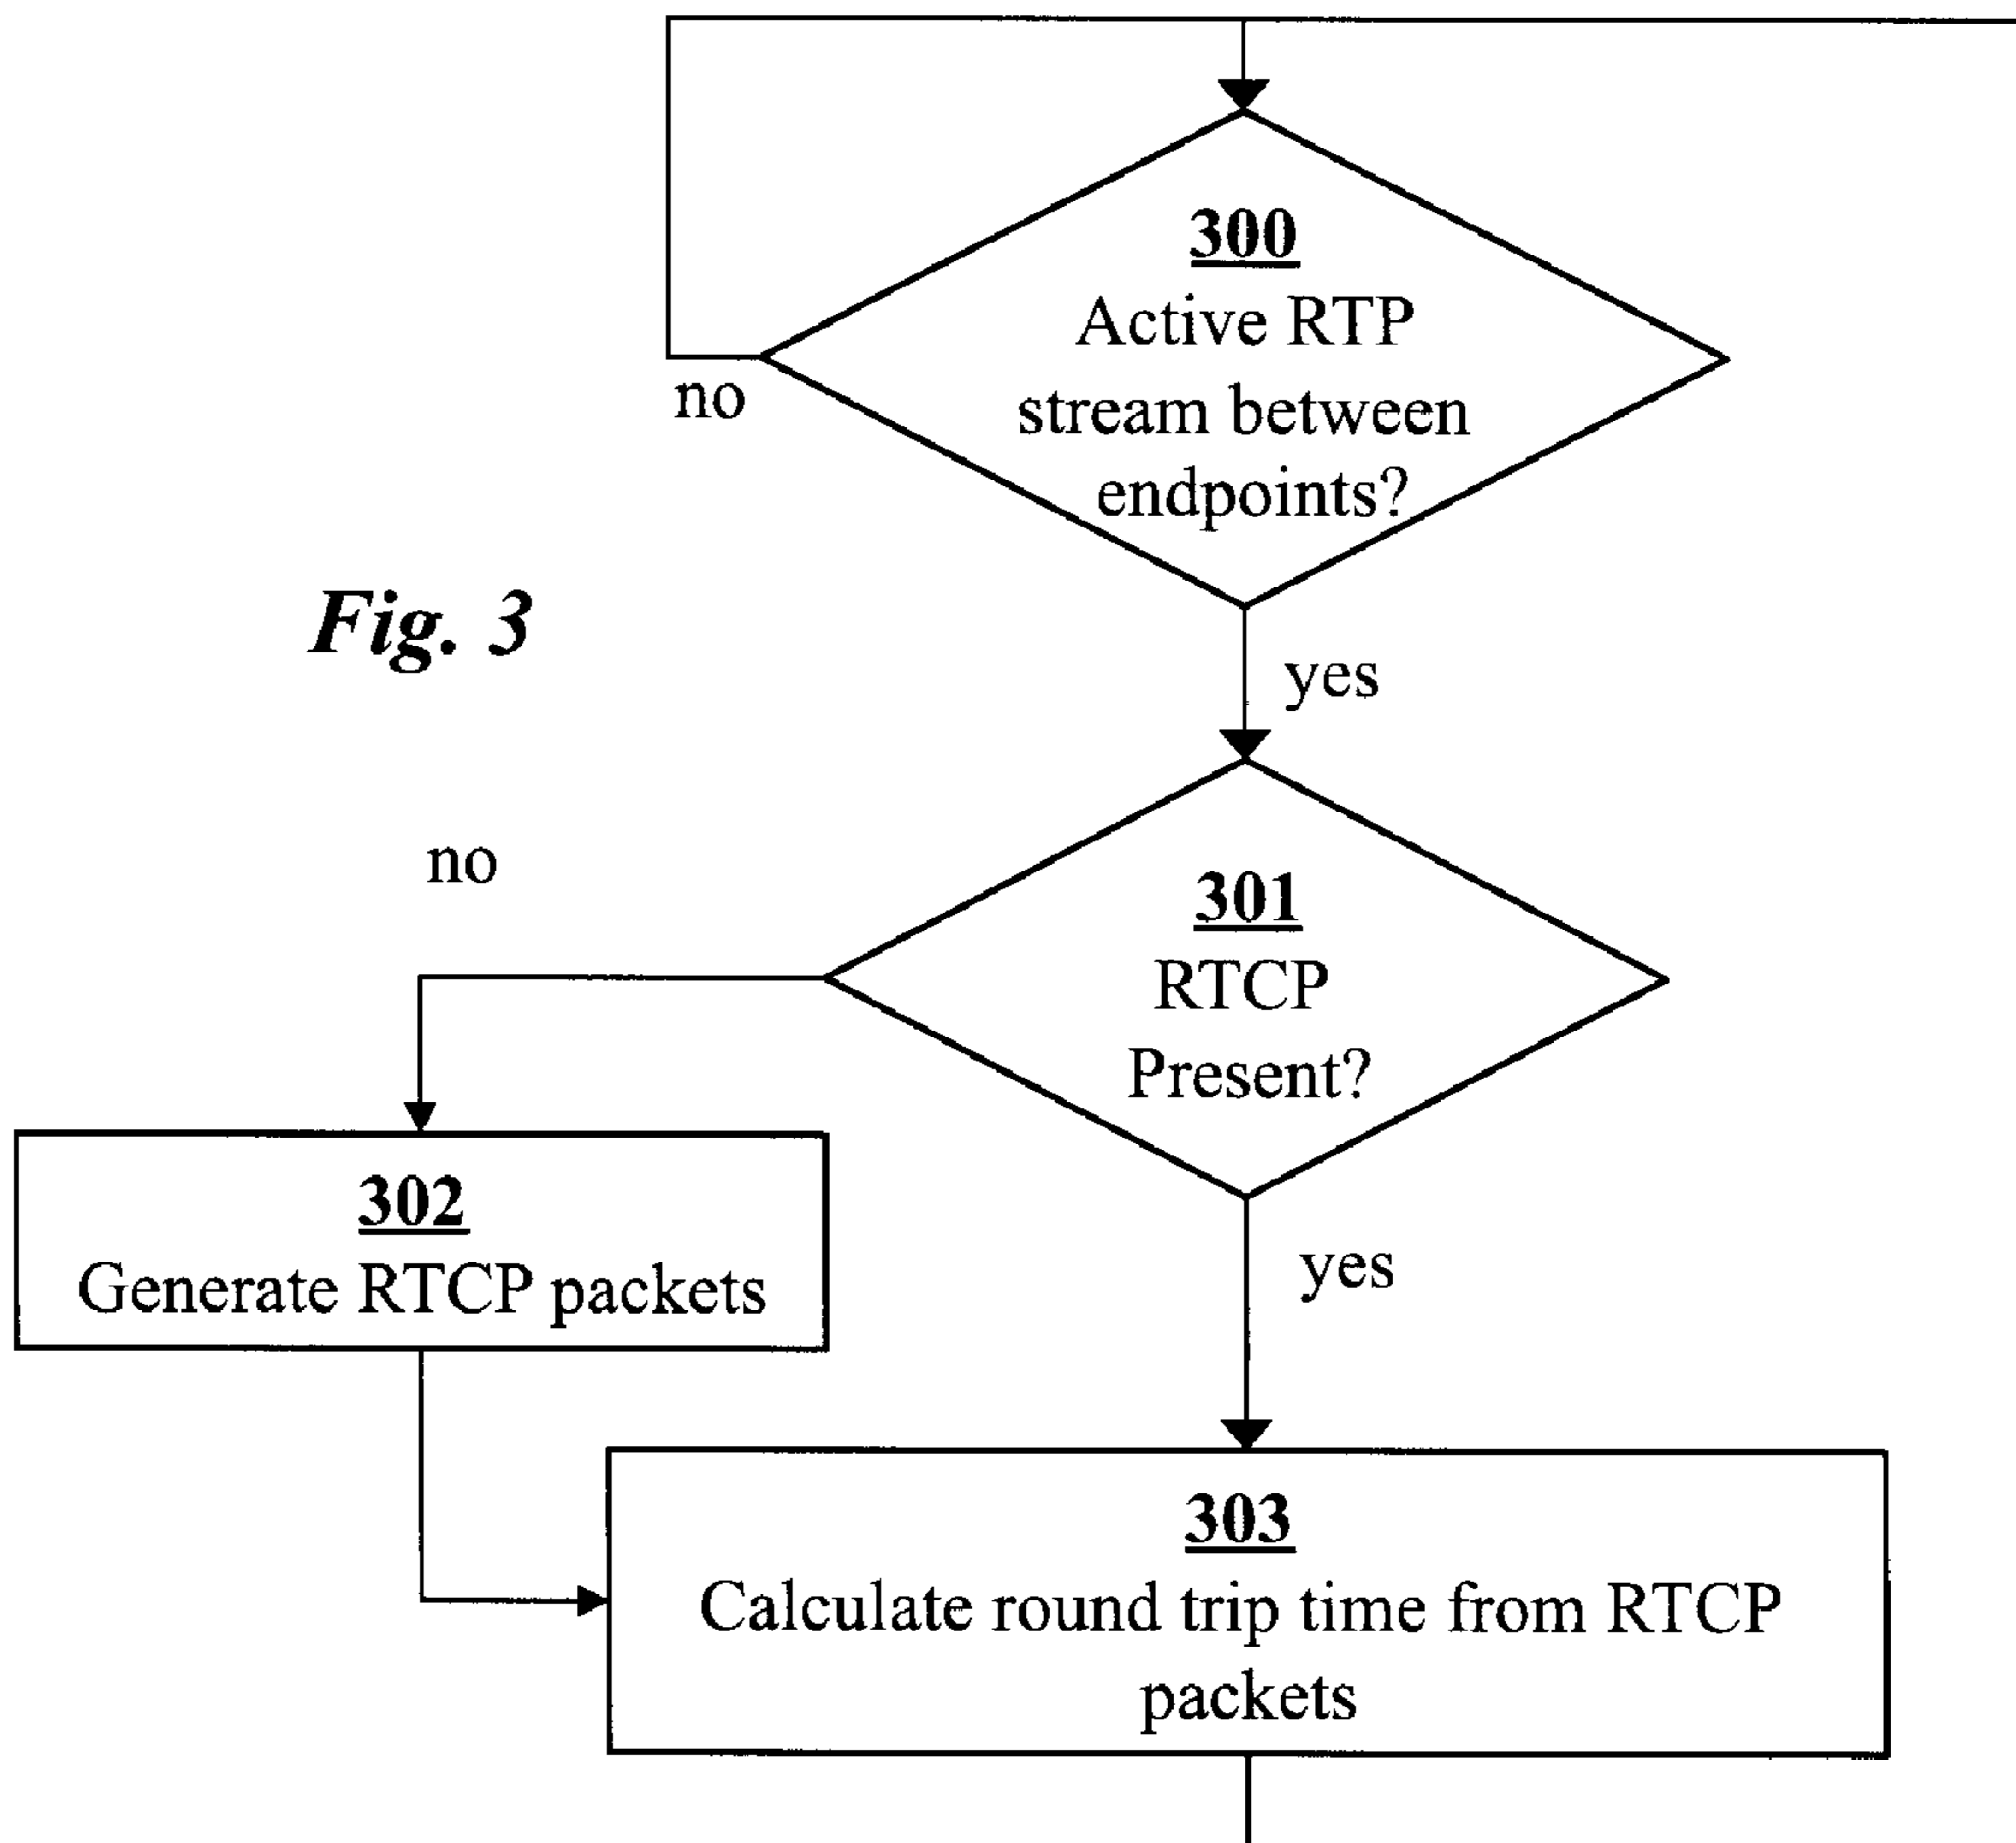 300
Active RTP
stream between
endpoints?
no
Fig. 3
yes
no
301
RTCP
Present?
302
Generate RTCP packets
yes
303
Calculate round trip time from RTCP
packets